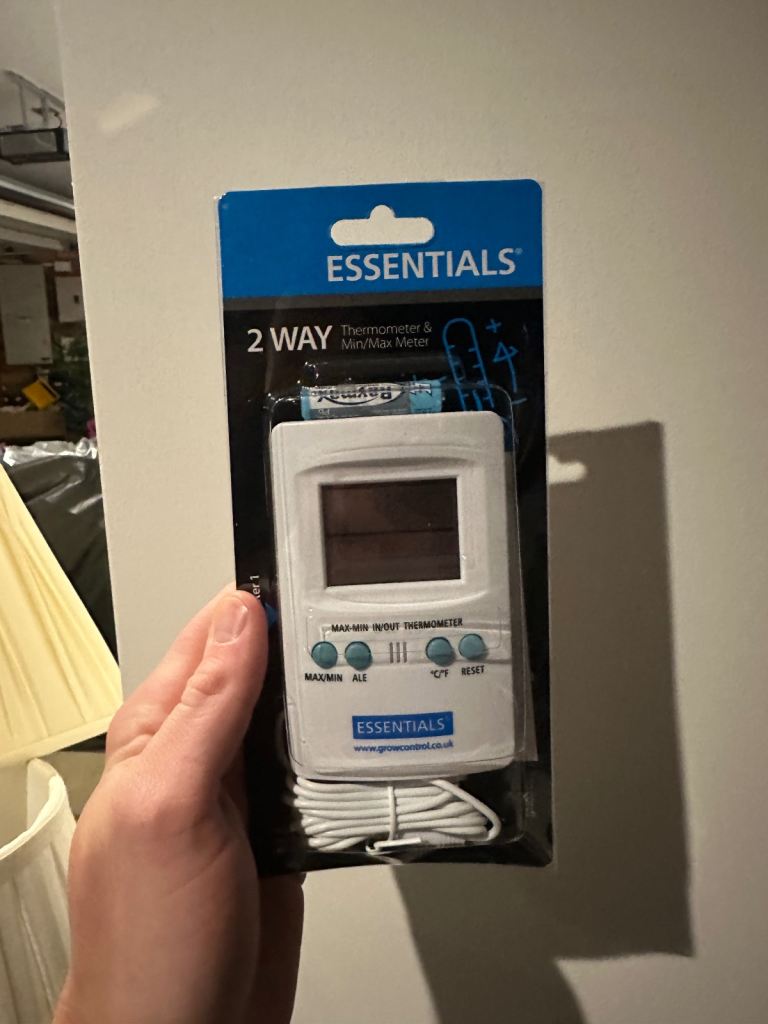 ESSENTIALS®
2 WAY
Thermometer &
Min/Max Meter
Raymax
MAX-MIN IN/OUT THERMOMETER
MAX/MIN
ALE
°C/°F
RESET
ESSENTIALS
www.growcontrol.co.uk